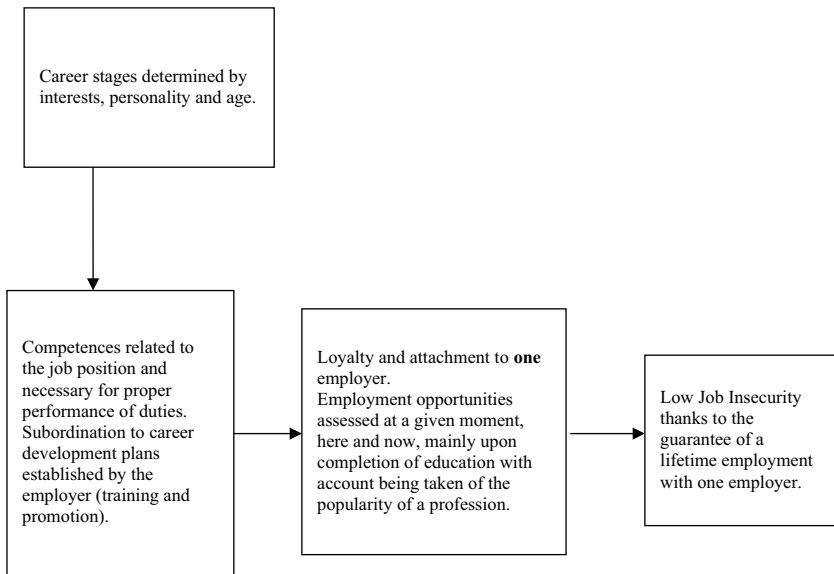 Career stages determined by
interests, personality and age.
Competences related to
the job position and
necessary for proper
performance of duties.
Subordination to career
development plans
established by the
employer (training and
promotion).
Loyalty and attachment to one
employer.
Employment opportunities
assessed at a given moment,
here and now, mainly upon
completion of education with
account being taken of the
popularity of a profession.
Low Job Insecurity
thanks to the
guarantee of a
lifetime employment
with one employer.